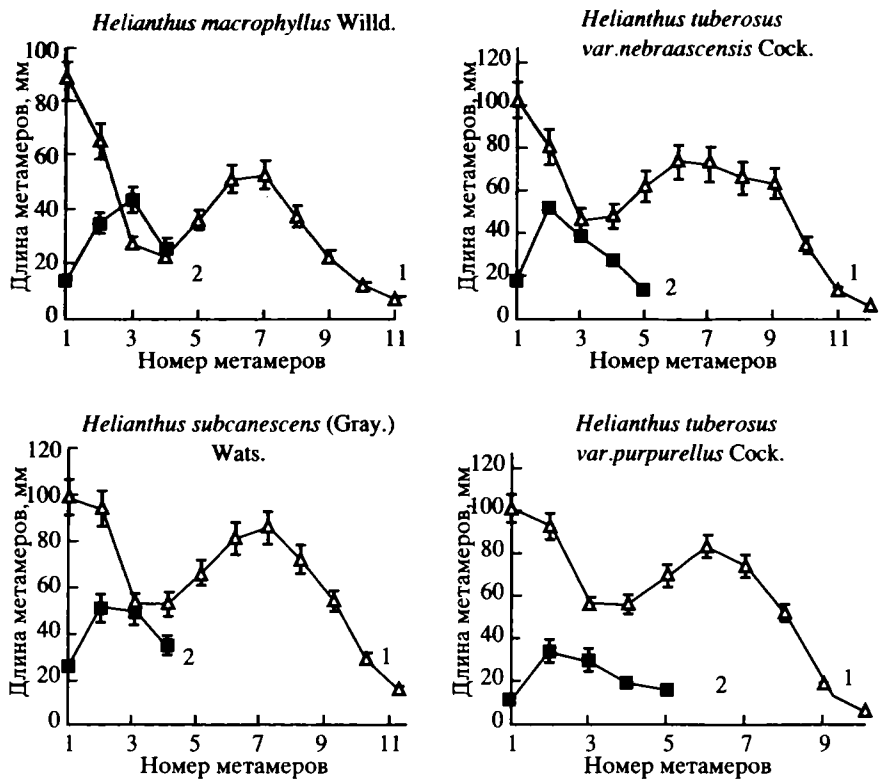 Helianthus macrophyllus Willd.
Длина метамеров, мм
100
80
60
40
20
0
1 3 5 7 9 11
2
1
Номер метамеров
Helianthus tuberosus
var.nebraascensis Cock.
Длина метамеров, мм
120
100
80
60
40
20
0
1 3 5 7 9 11
2
1
Номер метамеров
Helianthus subcanescens (Gray.)
Wats.
Длина метамеров, мм
120
100
80
60
40
20
0
1 3 5 7 9 11
2
1
Номер метамеров
Helianthus tuberosus
var.purpurellus Cock.
Длина метамеров, мм
120
100
80
60
40
20
0
1 3 5 7 9
2
1
Номер метамеров